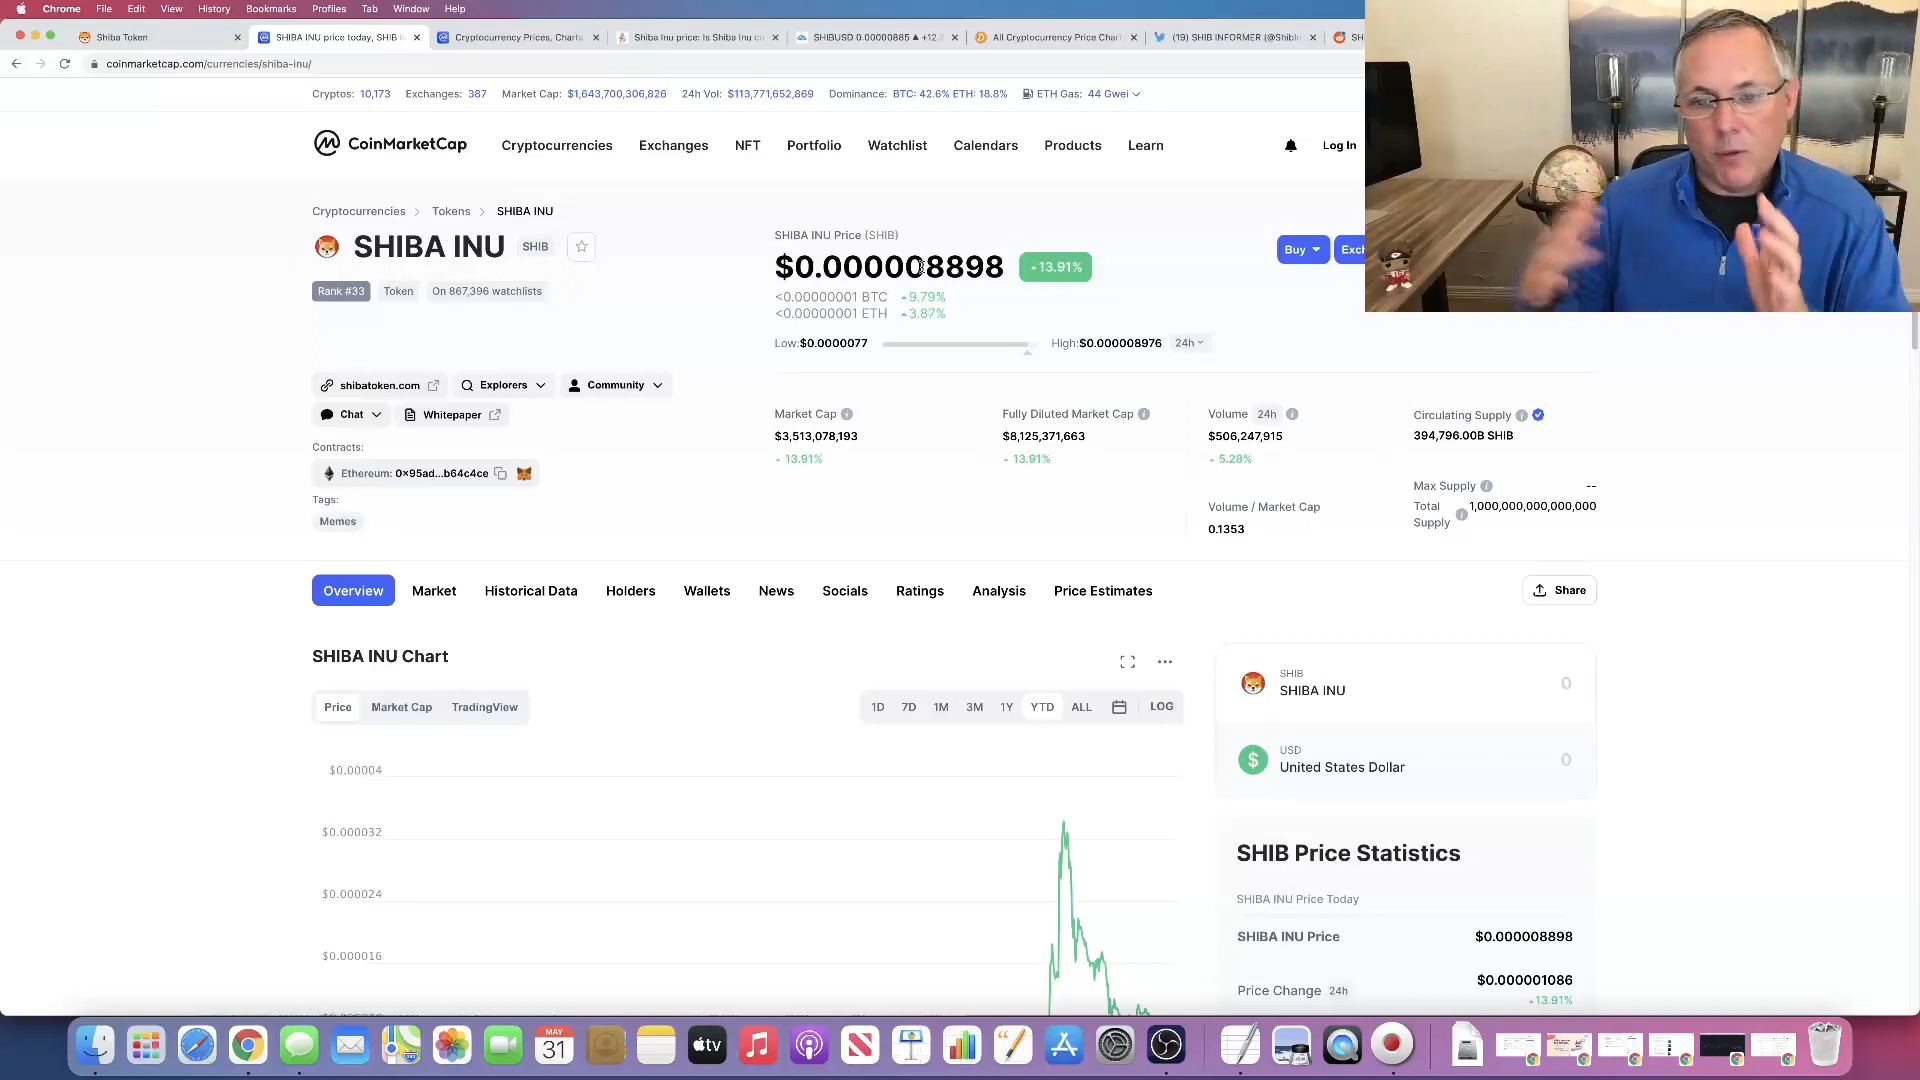 Chrome File Edit View History Bookmarks Profiles Tab Window Help
Shiba Token
SHIBA INU price today, SHIB
Cryptocurrency Prices, Charts
Shiba Inu price: Is Shiba Inu
SHIBUSD 0.00000885 ▲ +12.
All Cryptocurrency Price Char
(19) SHIB INFORMER (@ShibIn
SH
coinmarketcap.com/currencies/shiba-inu/
Cryptos: 10,173 Exchanges: 387 Market Cap: $1,643,700,306,826 24h Vol: $113,771,652,869 Dominance: BTC: 42.6% ETH: 18.8% ETH Gas: 44 Gwei
CoinMarketCap
Cryptocurrencies Exchanges NFT Portfolio Watchlist Calendars Products Learn
Log In
Cryptocurrencies > Tokens > SHIBA INU
SHIBA INU SHIB
Rank #33 Token On 867,396 watchlists
SHIBA INU Price (SHIB)
$0.000008898 13.91%
<0.00000001 BTC 9.79%
<0.00000001 ETH 3.87%
Low:$0.0000077 High:$0.000008976 24h
Buy Exch
shibatoken.com Explorers Community
Chat Whitepaper
Contracts:
Ethereum: 0x95ad...b64c4ce
Tags:
Memes
Market Cap
$3,513,078,193
13.91%
Fully Diluted Market Cap
$8,125,371,663
13.91%
Volume 24h
$506,247,915
5.28%
Volume / Market Cap
0.1353
Circulating Supply
394,796.00B SHIB
Max Supply --
Total Supply 1,000,000,000,000,000
Overview Market Historical Data Holders Wallets News Socials Ratings Analysis Price Estimates
Share
SHIBA INU Chart
Price Market Cap TradingView
1D 7D 1M 3M 1Y YTD ALL LOG
$0.00004
$0.000032
$0.000024
$0.000016
SHIB
SHIBA INU 0
USD
United States Dollar 0
SHIB Price Statistics
SHIBA INU Price Today
SHIBA INU Price $0.000008898
Price Change 24h $0.000001086
13.91%
MAY
31
tv